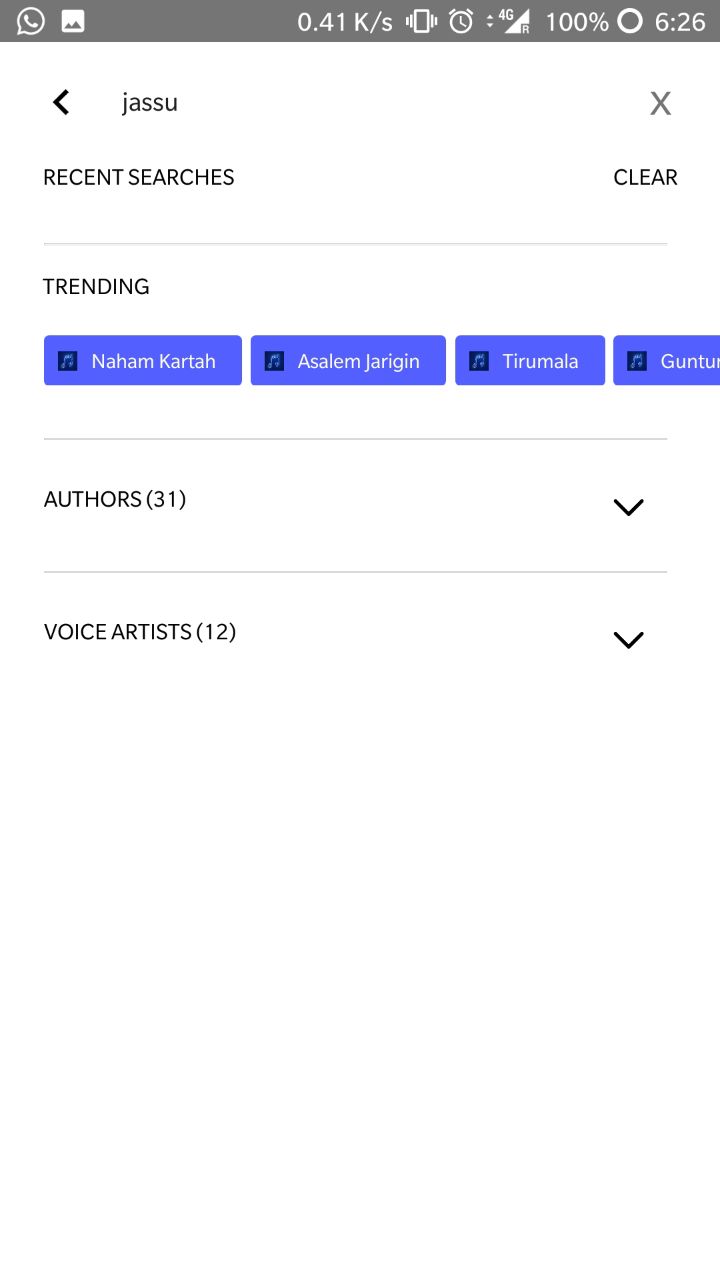 0.41 K/s 4G R 100% 6:26
jassu X
RECENT SEARCHES CLEAR
TRENDING
Naham Kartah Asalem Jarigin Tirumala Guntur
AUTHORS (31)
VOICE ARTISTS (12)